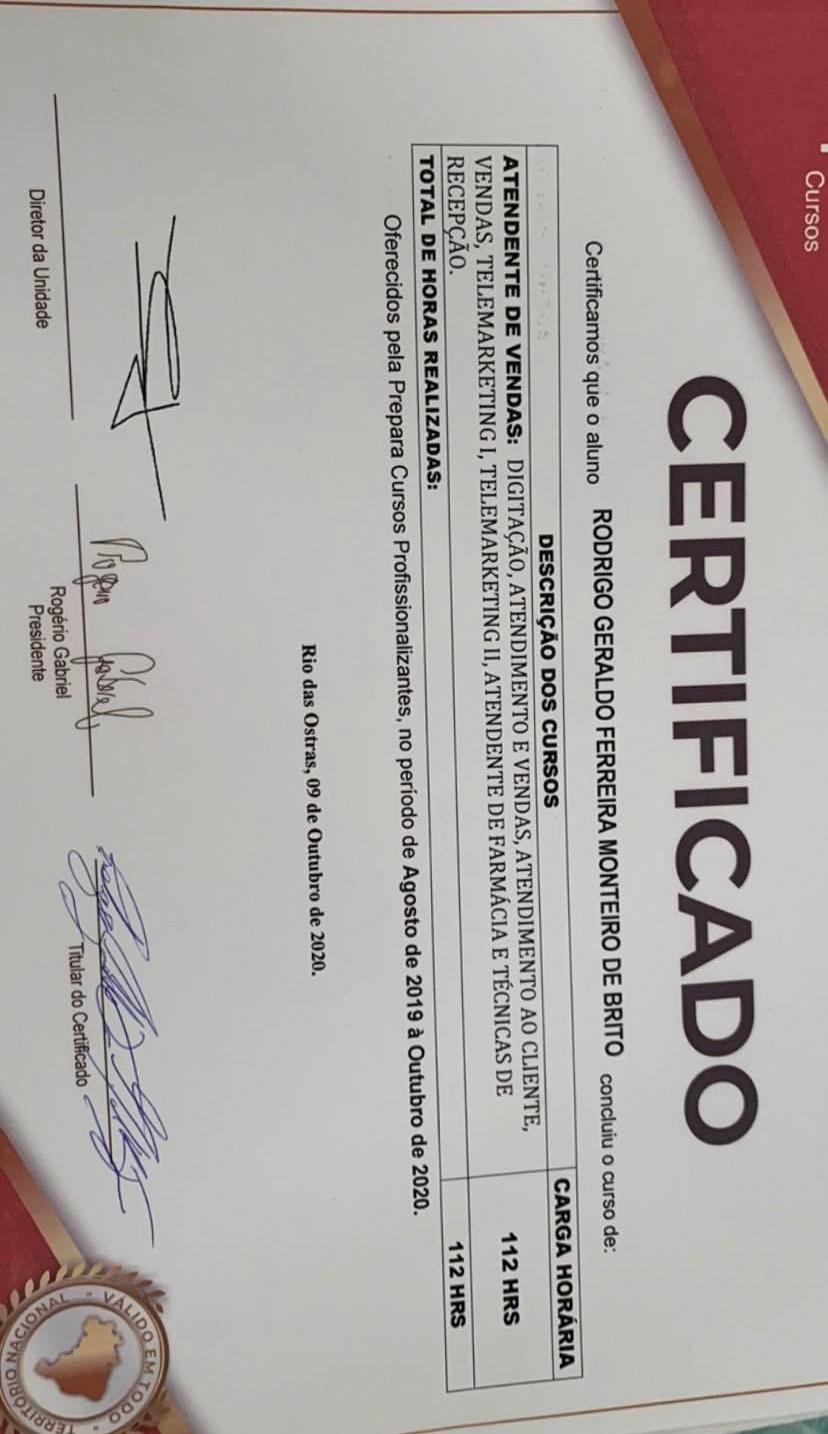 Cursos
CERTIFICADO
Certificamos que o aluno RODRIGO GERALDO FERREIRA MONTEIRO DE BRITO concluiu o curso de:
DESCRIÇÃO DOS CURSOS CARGA HORÁRIA
ATENDENTE DE VENDAS: DIGITAÇÃO, ATENDIMENTO E VENDAS, ATENDIMENTO AO CLIENTE,
VENDAS, TELEMARKETING I, TELEMARKETING II, ATENDENTE DE FARMÁCIA E TÉCNICAS DE
RECEPÇÃO.
112 HRS
TOTAL DE HORAS REALIZADAS: 112 HRS
Oferecidos pela Prepara Cursos Profissionalizantes, no período de Agosto de 2019 à Outubro de 2020.
Rio das Ostras, 09 de Outubro de 2020.
Rogério Gabriel
Diretor da Unidade
Rogério Gabriel
Presidente
Titular do Certificado
VÁLIDO EM TODO TERRITÓRIO NACIONAL